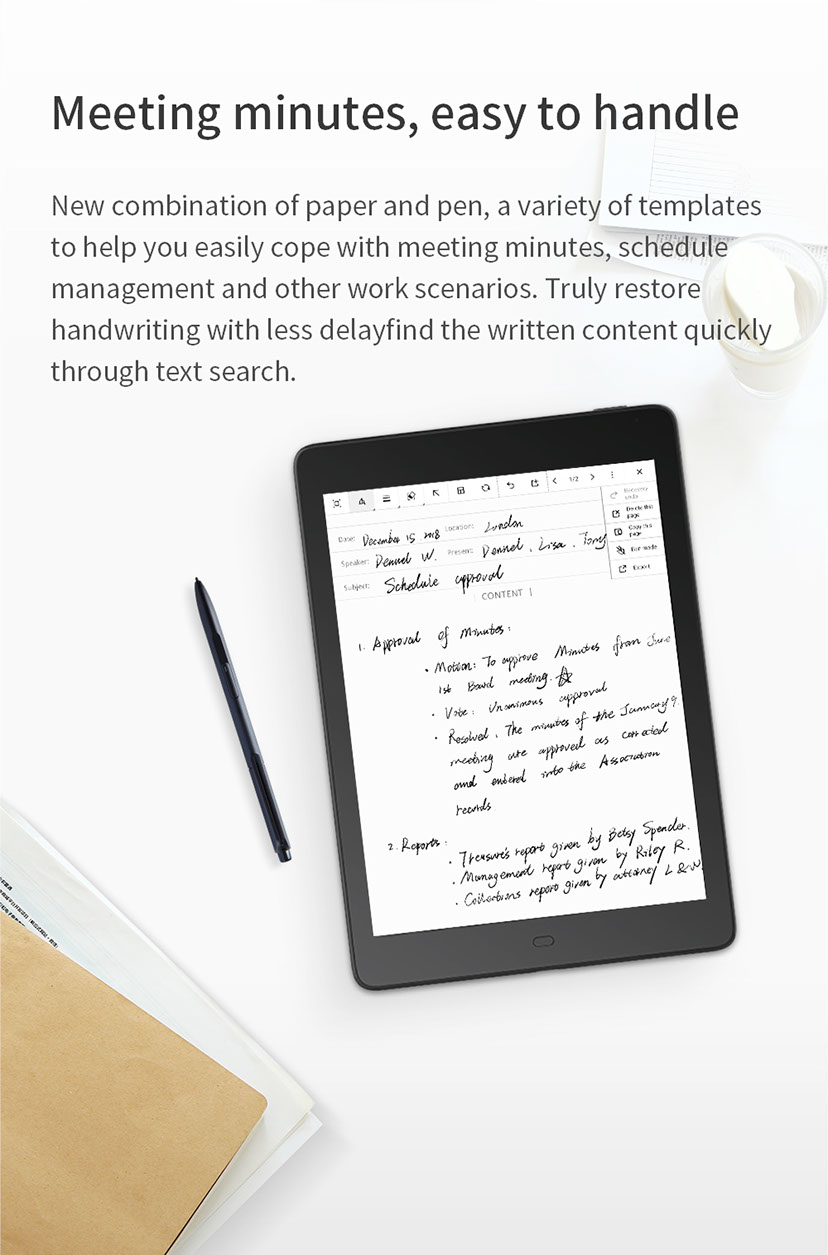 Meeting minutes, easy to handle
New combination of paper and pen, a variety of templates
to help you easily cope with meeting minutes, schedule
management and other work scenarios. Truly restore
handwriting with less delayfind the written content quickly
through text search.
1/2
Date: December 15 2018 Location: London
Speaker: Dennel W. Present: Dennel, Lisa, Tony
Subject: Schedule approval
Delete this
page
Copy this
page
Export
CONTENT
1. Approval of Minutes:
• Motion: To approve Minutes from June
1st Board meeting.
• Vote: Unanimous approval
• Resolved, The minutes of the January 9.
meeting are approved as corrected
and entered into the Association
records
2. Reports:
• Treasure's report given by Betsy Spender.
• Management report given by Riley R.
• Collections report given by attorney L & W.